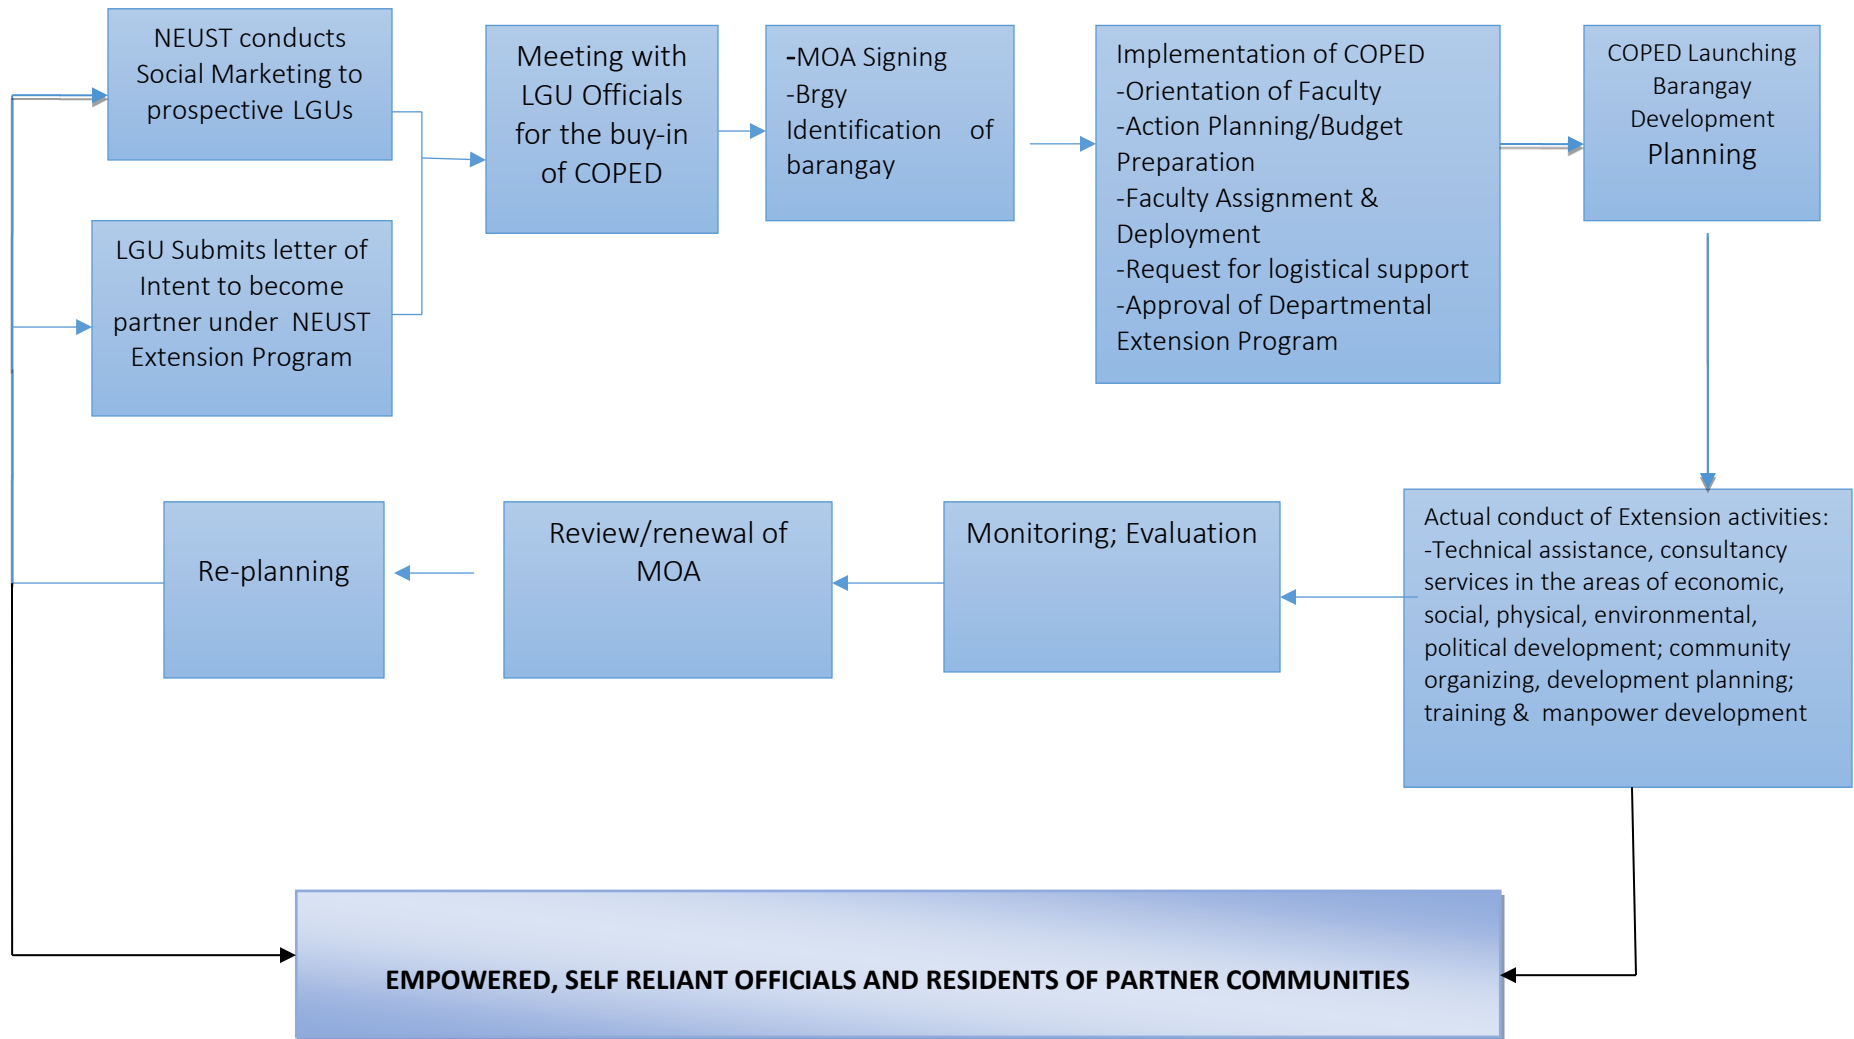 NEUST conducts
Social Marketing to
prospective LGUs
LGU Submits letter of
Intent to become
partner under NEUST
Extension Program
Meeting with
LGU Officials
for the buy-in
of COPED
-MOA Signing
-Brgy
Identification of
barangay
Implementation of COPED
-Orientation of Faculty
-Action Planning/Budget
Preparation
-Faculty Assignment &
Deployment
-Request for logistical support
-Approval of Departmental
Extension Program
COPED Launching
Barangay
Development
Planning
Actual conduct of Extension activities:
-Technical assistance, consultancy
services in the areas of economic,
social, physical, environmental,
political development; community
organizing, development planning;
training & manpower development
Monitoring; Evaluation
Review/renewal of
MOA
Re-planning
EMPOWERED, SELF RELIANT OFFICIALS AND RESIDENTS OF PARTNER COMMUNITIES